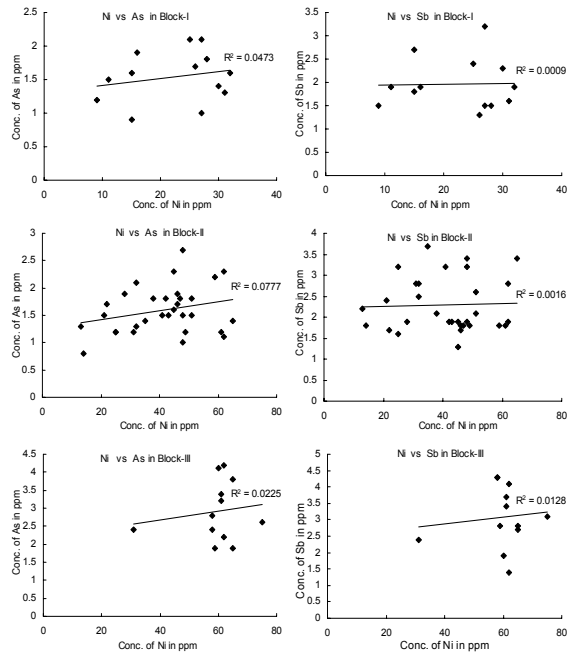 Ni vs As in Block-I
R² = 0.0473
2.5
2
1.5
1
0.5
0
0 10 20 30 40
Conc. of Ni in ppm
Conc. of As in ppm
Ni vs Sb in Block-I
R² = 0.0009
3.5
3
2.5
2
1.5
1
0.5
0
0 10 20 30 40
Conc. of Ni in ppm
Conc. of Sb in ppm
Ni vs As in Block-II
R² = 0.0777
3
2.5
2
1.5
1
0.5
0
0 20 40 60 80
Conc. of Ni in ppm
Conc. of As in ppm
Ni vs Sb in Block-II
R² = 0.0016
4
3.5
3
2.5
2
1.5
1
0.5
0
0 20 40 60 80
Conc. of Ni in ppm
Conc. of Sb in ppm
Ni vs As in Block-III
R² = 0.0225
4.5
4
3.5
3
2.5
2
1.5
1
0.5
0
0 20 40 60 80
Conc. of Ni in ppm
Conc. of As in ppm
Ni vs Sb in Block-III
R² = 0.0128
5
4.5
4
3.5
3
2.5
2
1.5
1
0.5
0
0 20 40 60 80
Conc. of Ni in ppm
Conc. of Sb in ppm